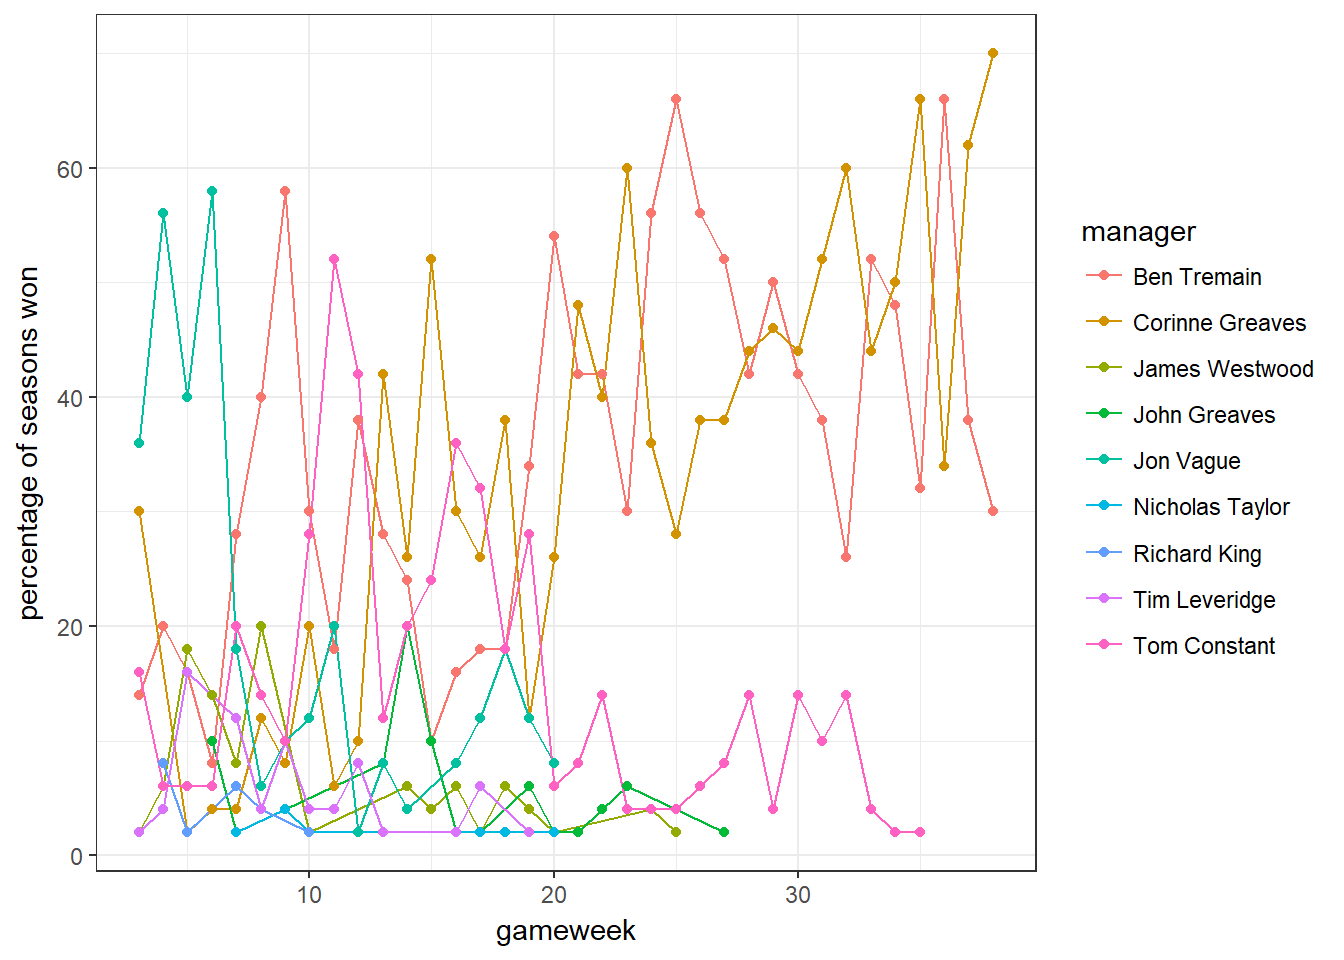 percentage of seasons won
60
40
20
0
10
20
30
gameweek
manager
Ben Tremain
Corinne Greaves
James Westwood
John Greaves
Jon Vague
Nicholas Taylor
Richard King
Tim Leveridge
Tom Constant